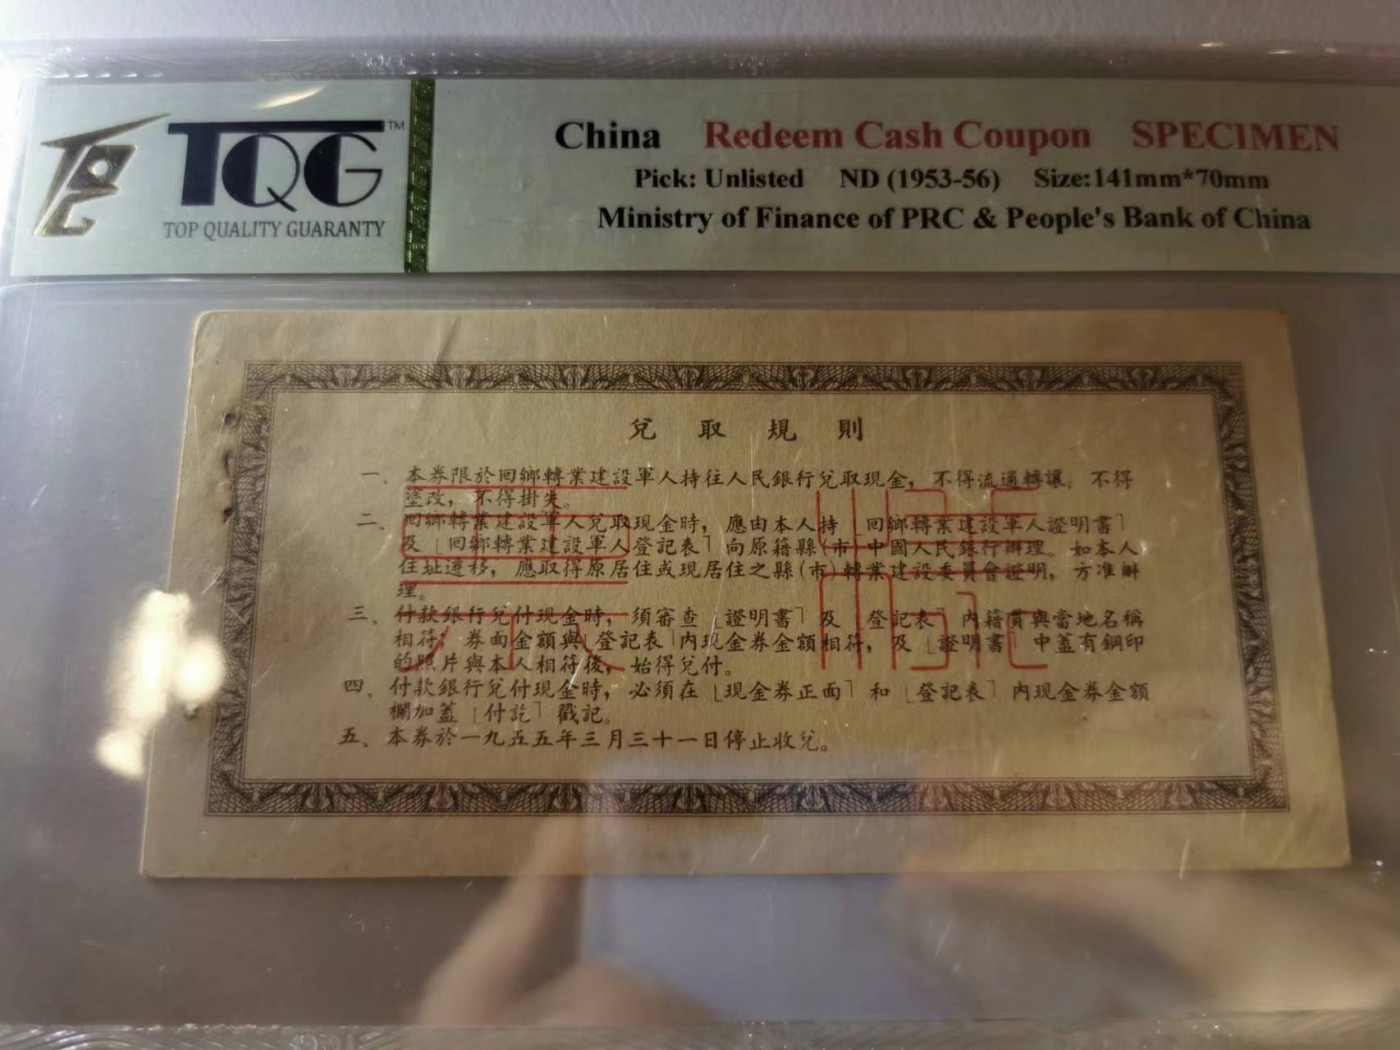 TQG™
TOP QUALITY GUARANTY
China Redeem Cash Coupon SPECIMEN
Pick: Unlisted ND (1953-56) Size:141mm*70mm
Ministry of Finance of PRC & People's Bank of China
兌取規則
一、本券限於回鄉轉業建設軍人持往人民銀行兌取現金，不得流通轉讓，不得
塗改，不得掛失。
二、回鄉轉業建設軍人兌取現金時，應由本人持「回鄉轉業建設軍人證明書」
及「回鄉轉業建設軍人登記表」向原籍縣（市）中國人民銀行辦理。如本人
住址遷移，應取得原居住或現居住之縣（市）轉業建設委員會證明，方准辦
理。
三、付款銀行兌付現金時，須審查「證明書」及「登記表」內籍貫與當地名稱
相符；券面金額與「登記表」內現金券金額相符，及「證明書」中蓋有鋼印
的照片與本人相符後，始得兌付。
四、付款銀行兌付現金時，必須在「現金券正面」和「登記表」內現金券金額
欄加蓋「付訖」戳記。
五、本券於一九五五年三月三十一日停止收兌。